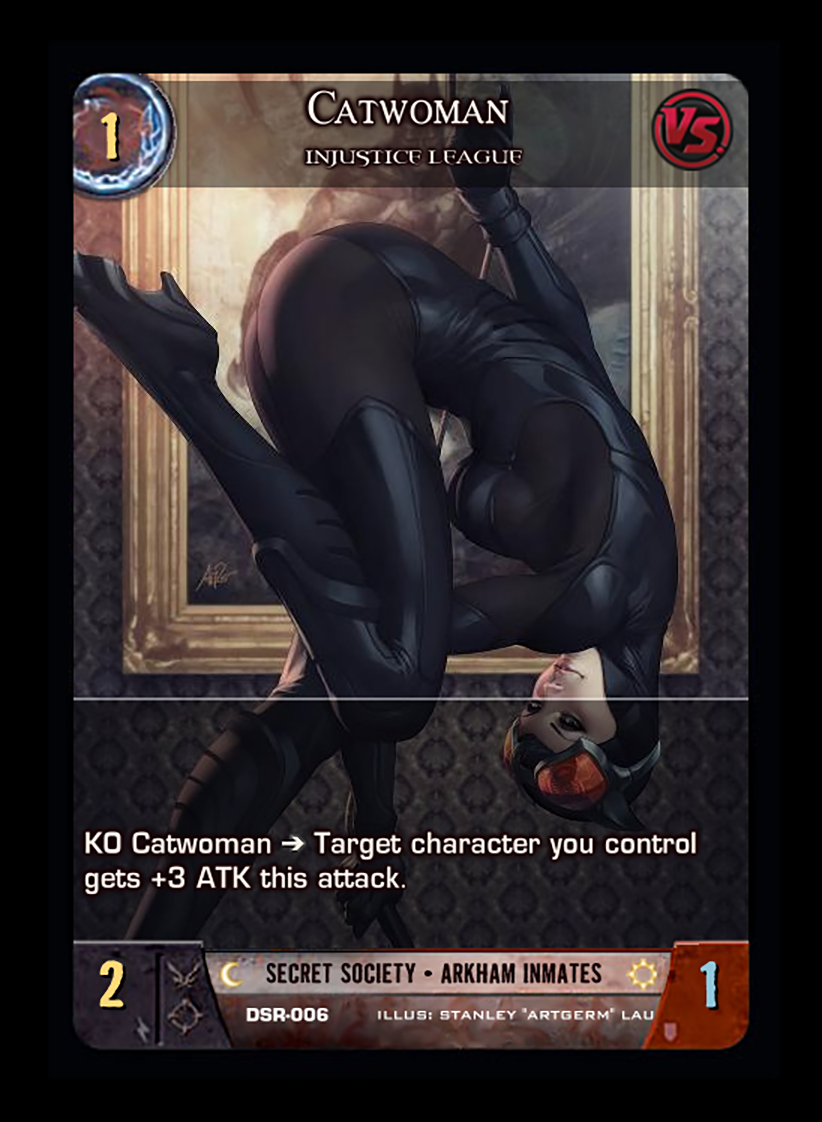 1
Catwoman
VS.
INJUSTICE LEAGUE
KO Catwoman → Target character you control
gets +3 ATK this attack.
2
SECRET SOCIETY • ARKHAM INMATES
1
DSR-006
ILLUS: STANLEY "ARTGERM" LAU